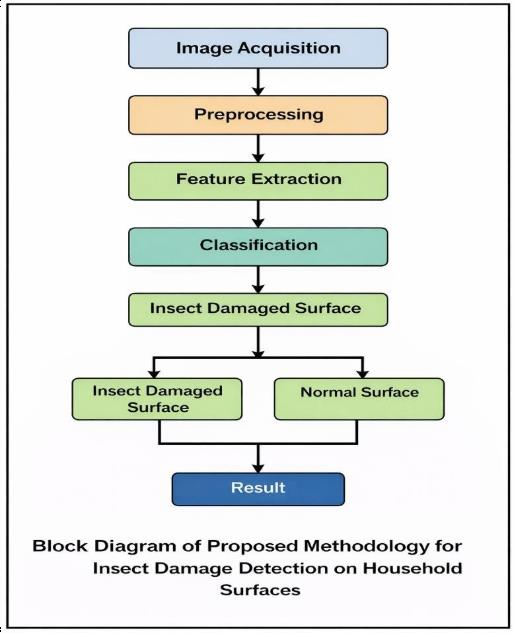 Image Acquisition
Preprocessing
Feature Extraction
Classification
Insect Damaged Surface
Insect Damaged
Surface
Normal Surface
Result
Block Diagram of Proposed Methodology for
Insect Damage Detection on Household
Surfaces